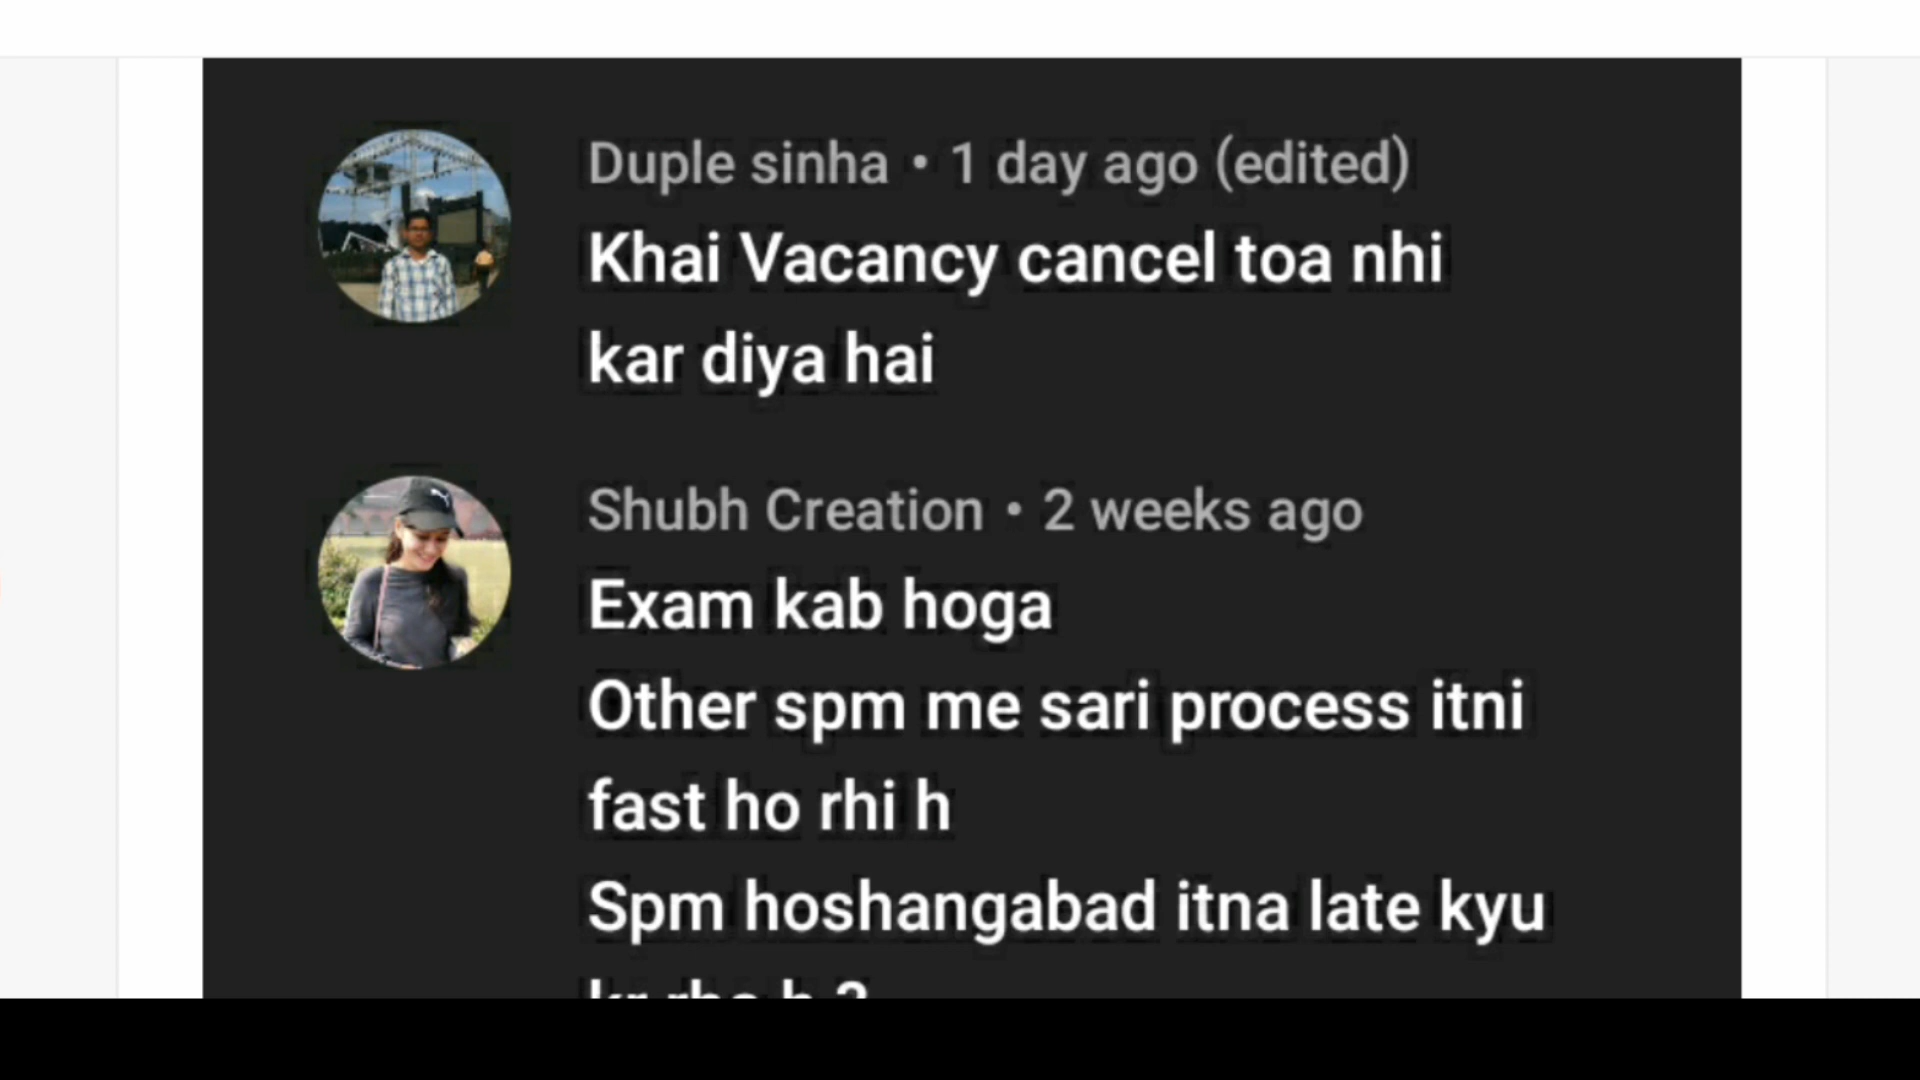 Duple sinha • 1 day ago (edited)
Khai Vacancy cancel toa nhi
kar diya hai
Shubh Creation • 2 weeks ago
Exam kab hoga
Other spm me sari process itni
fast ho rhi h
Spm hoshangabad itna late kyu